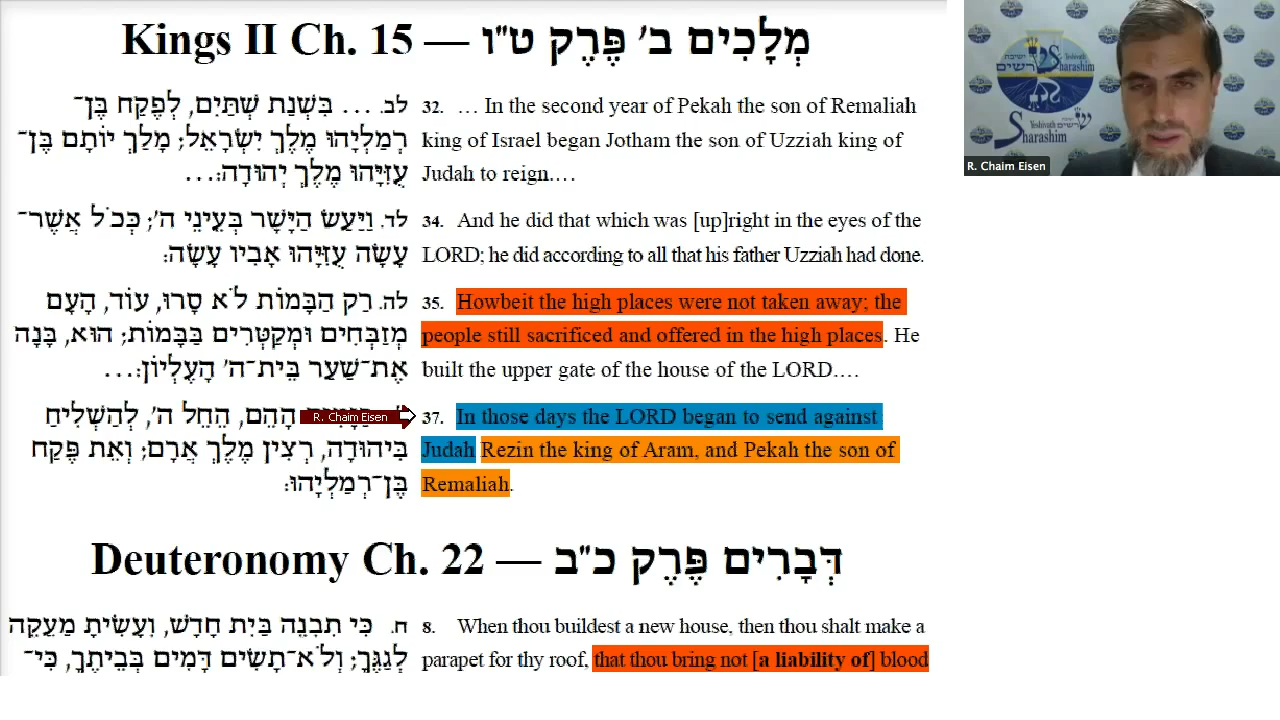 Kings II Ch. 15 — מְלָכִים ב׳ פֶּרֶק ט״ו
לב. … בִּשְׁנַת שְׁתַּיִם, לְפֶקַח בֶּן־
רְמַלְיָהוּ מֶלֶךְ יִשְׂרָאֵל; מָלַךְ יוֹתָם בֶּן־
עֻזִּיָּהוּ מֶלֶךְ יְהוּדָה:…
32. … In the second year of Pekah the son of Remaliah
king of Israel began Jotham the son of Uzziah king of
Judah to reign….
לד. וַיַּעַשׂ הַיָּשָׁר בְּעֵינֵי ה׳; כְּכֹל אֲשֶׁר־
עָשָׂה עֻזִּיָּהוּ אָבִיו עָשָׂה:
34. And he did that which was [up]right in the eyes of the
LORD; he did according to all that his father Uzziah had done.
לה. רַק הַבָּמוֹת לֹא סָרוּ, עוֹד, הָעָם
מְזַבְּחִים וּמְקַטְּרִים בַּבָּמוֹת; הוּא, בָּנָה
אֶת־שַׁעַר בֵּית־ה׳ הָעֶלְיוֹן:…
35. Howbeit the high places were not taken away; the
people still sacrificed and offered in the high places. He
built the upper gate of the house of the LORD….
הָהֵם, הֵחֵל ה׳, לְהַשְׁלִיחַ
בִּיהוּדָה, רְצִין מֶלֶךְ אֲרָם; וְאֵת פֶּקַח
בֶּן־רְמַלְיָהוּ:
R. Chaim Eisen
37. In those days the LORD began to send against
Judah Rezin the king of Aram, and Pekah the son of
Remaliah.
Deuteronomy Ch. 22 — דְּבָרִים פֶּרֶק כ״ב
ח. כִּי תִבְנֶה בַּיִת חָדָשׁ, וְעָשִׂיתָ מַעֲקֶה
לְגַגֶּךָ; וְלֹא־תָשִׂים דָּמִים בְּבֵיתֶךָ, כִּי־
8. When thou buildest a new house, then thou shalt make a
parapet for thy roof, that thou bring not [a liability of] blood
ישיבת
שרשים
Yeshivath
Sharashim
Yeshivath שרשים
Sharashim
R. Chaim Eisen